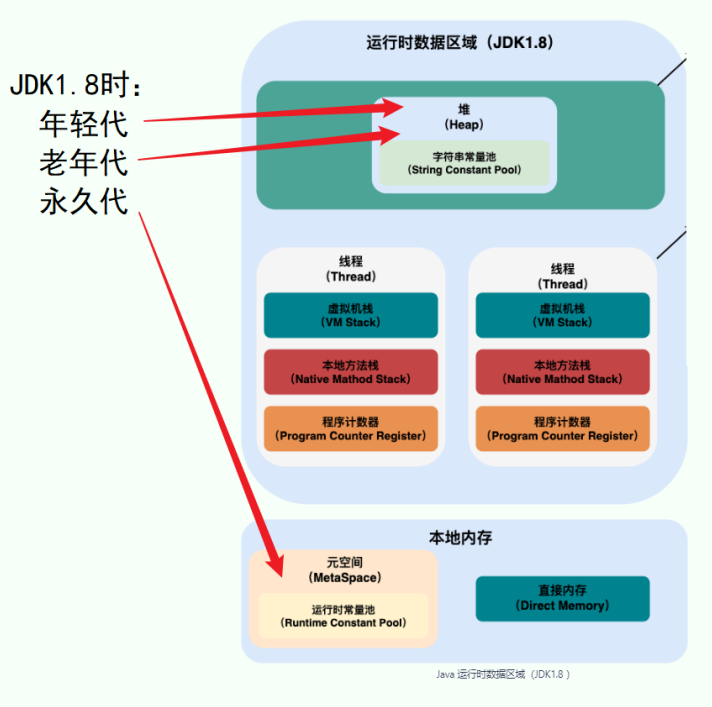 运行时数据区域（JDK1.8）
JDK1.8时:
年轻代
老年代
永久代
堆
（Heap）
字符串常量池
（String Constant Pool）
线程
（Thread）
虚拟机栈
（VM Stack）
本地方法栈
（Native Mathod Stack）
程序计数器
（Program Counter Register）
线程
（Thread）
虚拟机栈
（VM Stack）
本地方法栈
（Native Mathod Stack）
程序计数器
（Program Counter Register）
本地内存
元空间
（MetaSpace）
运行时常量池
（Runtime Constant Pool）
直接内存
（Direct Memory）
Java 运行时数据区域（JDK1.8 ）